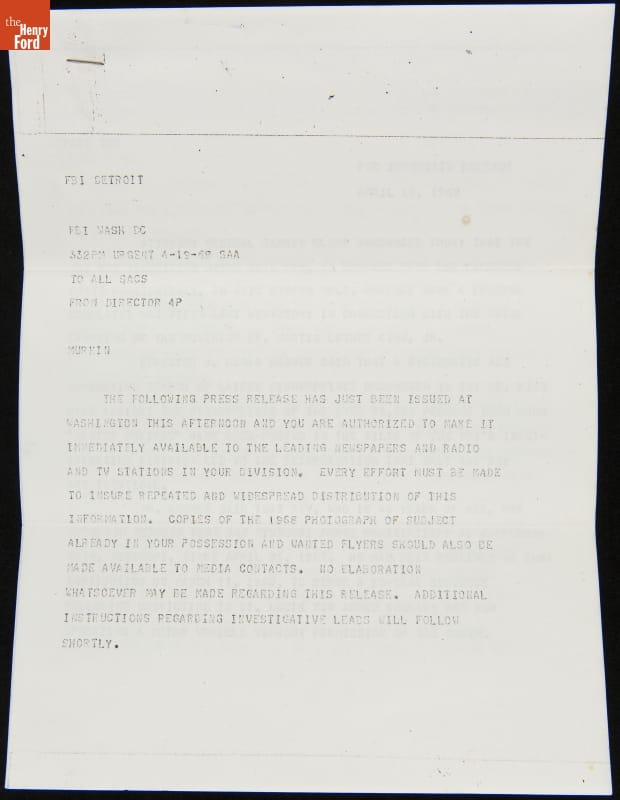 the
Henry
Ford
FBI DETROIT
FBI WASH DC
332PM URGENT 4-19-68 SAA
TO ALL SACS
FROM DIRECTOR 4P
MURKIN
THE FOLLOWING PRESS RELEASE HAS JUST BEEN ISSUED AT
WASHINGTON THIS AFTERNOON AND YOU ARE AUTHORIZED TO MAKE IT
IMMEDIATELY AVAILABLE TO THE LEADING NEWSPAPERS AND RADIO
AND TV STATIONS IN YOUR DIVISION. EVERY EFFORT MUST BE MADE
TO INSURE REPEATED AND WIDESPREAD DISTRIBUTION OF THIS
INFORMATION. COPIES OF THE 1968 PHOTOGRAPH OF SUBJECT
ALREADY IN YOUR POSSESSION AND WANTED FLYERS SHOULD ALSO BE
MADE AVAILABLE TO MEDIA CONTACTS. NO ELABORATION
WHATSOEVER MAY BE MADE REGARDING THIS RELEASE. ADDITIONAL
INSTRUCTIONS REGARDING INVESTIGATIVE LEADS WILL FOLLOW
SHORTLY.